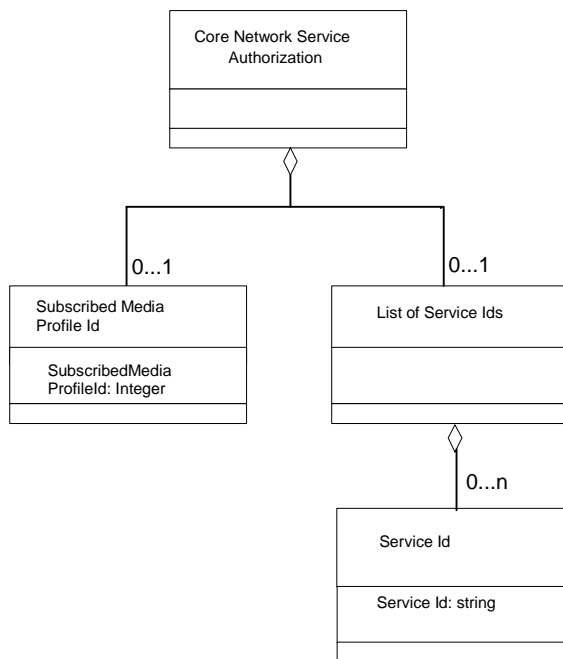 Core Network Service
Authorization
0...1
0...1
Subscribed Media
Profile Id
SubscribedMedia
ProfileId: Integer
List of Service Ids
0...n
Service Id
Service Id: string